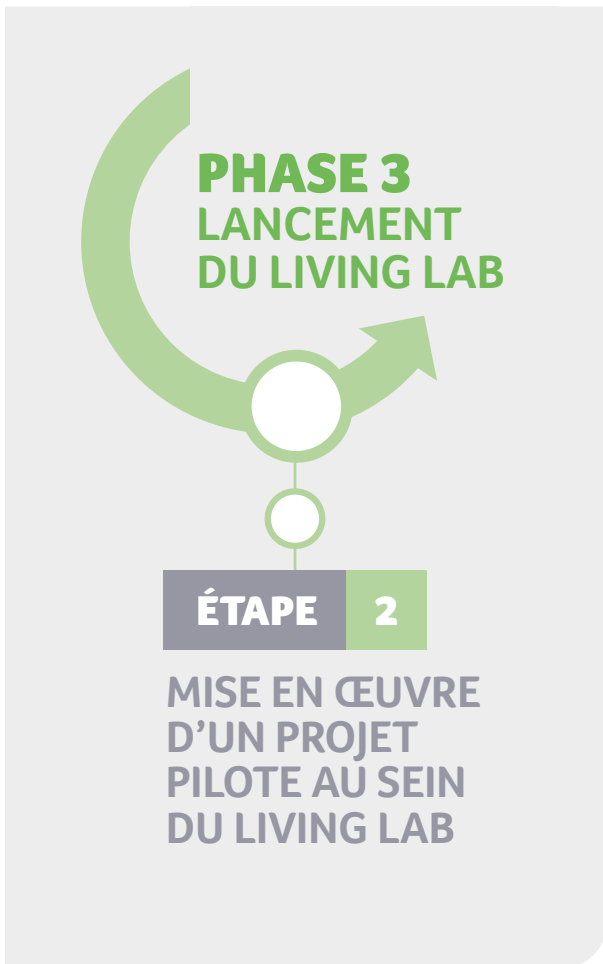 PHASE 3
LANCEMENT
DU LIVING LAB
ÉTAPE 2
MISE EN ŒUVRE
D’UN PROJET
PILOTE AU SEIN
DU LIVING LAB